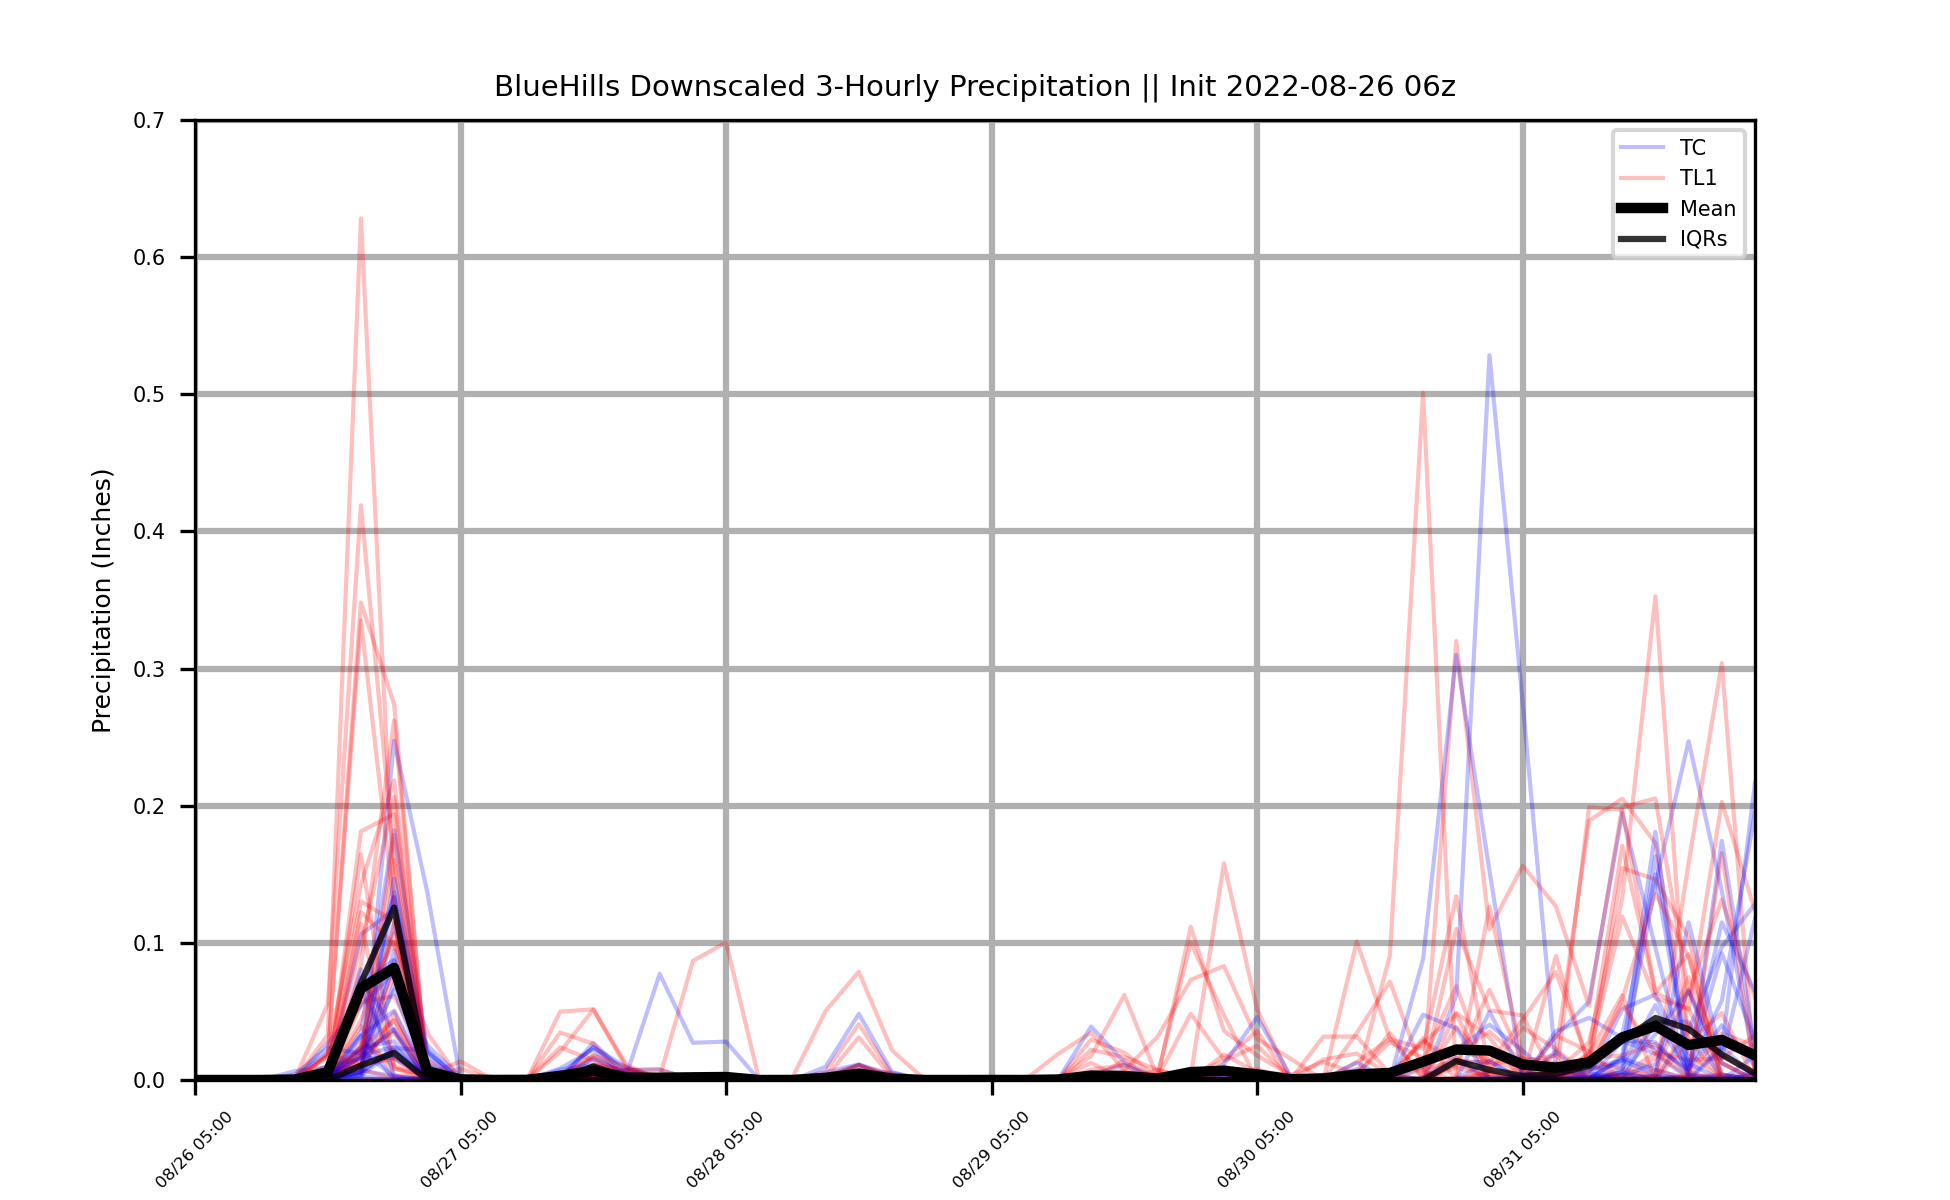 BlueHills Downscaled 3-Hourly Precipitation || Init 2022-08-26 06z
TC
TL1
Mean
IQRs
Precipitation (Inches)
0.7
0.6
0.5
0.4
0.3
0.2
0.1
0.0
08/26 05:00
08/27 05:00
08/28 05:00
08/29 05:00
08/30 05:00
08/31 05:00